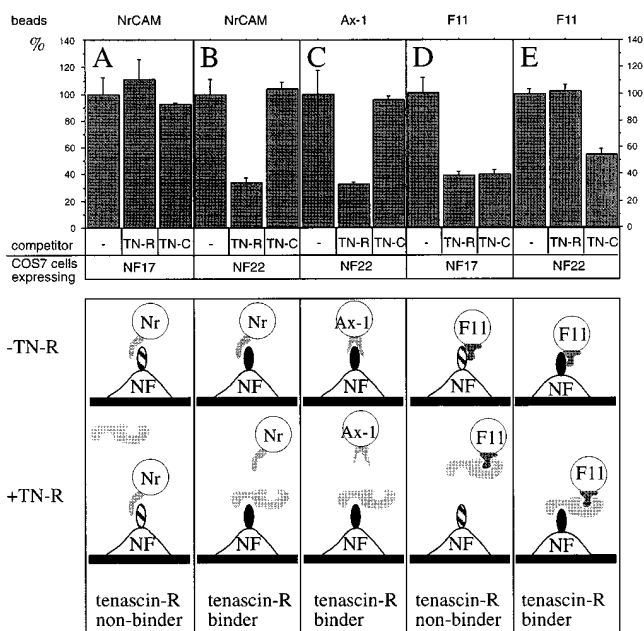 beads NrCAM NrCAM Ax-1 F11 F11
%
A B C D E
140 140
120 120
100 100
80 80
60 60
40 40
20 20
0 0
competitor - TN-R TN-C - TN-R TN-C - TN-R TN-C - TN-R TN-C - TN-R TN-C
COS7 cells
expressing NF17 NF22 NF22 NF17 NF22
-TN-R
Nr Nr Ax-1 F11 F11
NF NF NF NF NF
+TN-R
Nr Nr Ax-1 F11 F11
NF NF NF NF NF
tenascin-R tenascin-R tenascin-R tenascin-R tenascin-R
non-binder binder binder non-binder binder